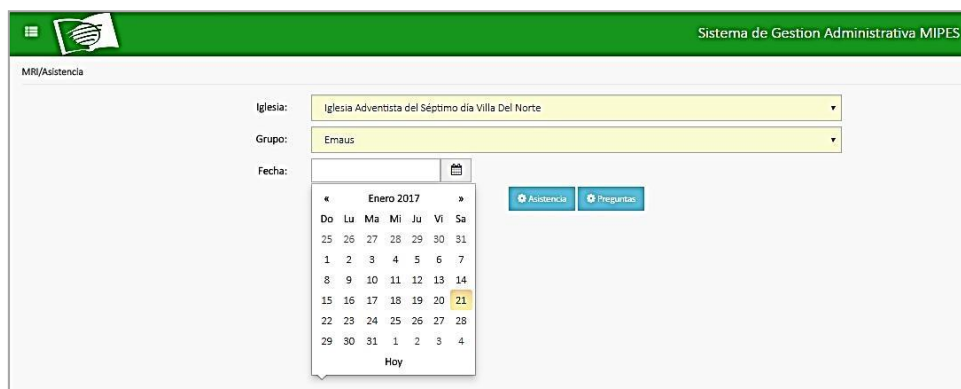 Sistema de Gestion Administrativa MIPES
MRI/Asistencia
Iglesia: Iglesia Adventista del Séptimo día Villa Del Norte
Grupo: Emaus
Fecha:
« Enero 2017 »
Do Lu Ma Mi Ju Vi Sa
25 26 27 28 29 30 31
1 2 3 4 5 6 7
8 9 10 11 12 13 14
15 16 17 18 19 20 21
22 23 24 25 26 27 28
29 30 31 1 2 3 4
Hoy
Asistencia Preguntas